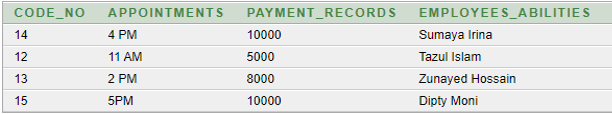 CODE_NO APPOINTMENTS PAYMENT_RECORDS EMPLOYEES_ABILITIES
14 4 PM 10000 Sumaya Irina
12 11 AM 5000 Tazul Islam
13 2 PM 8000 Zunayed Hossain
15 5PM 10000 Dipty Moni